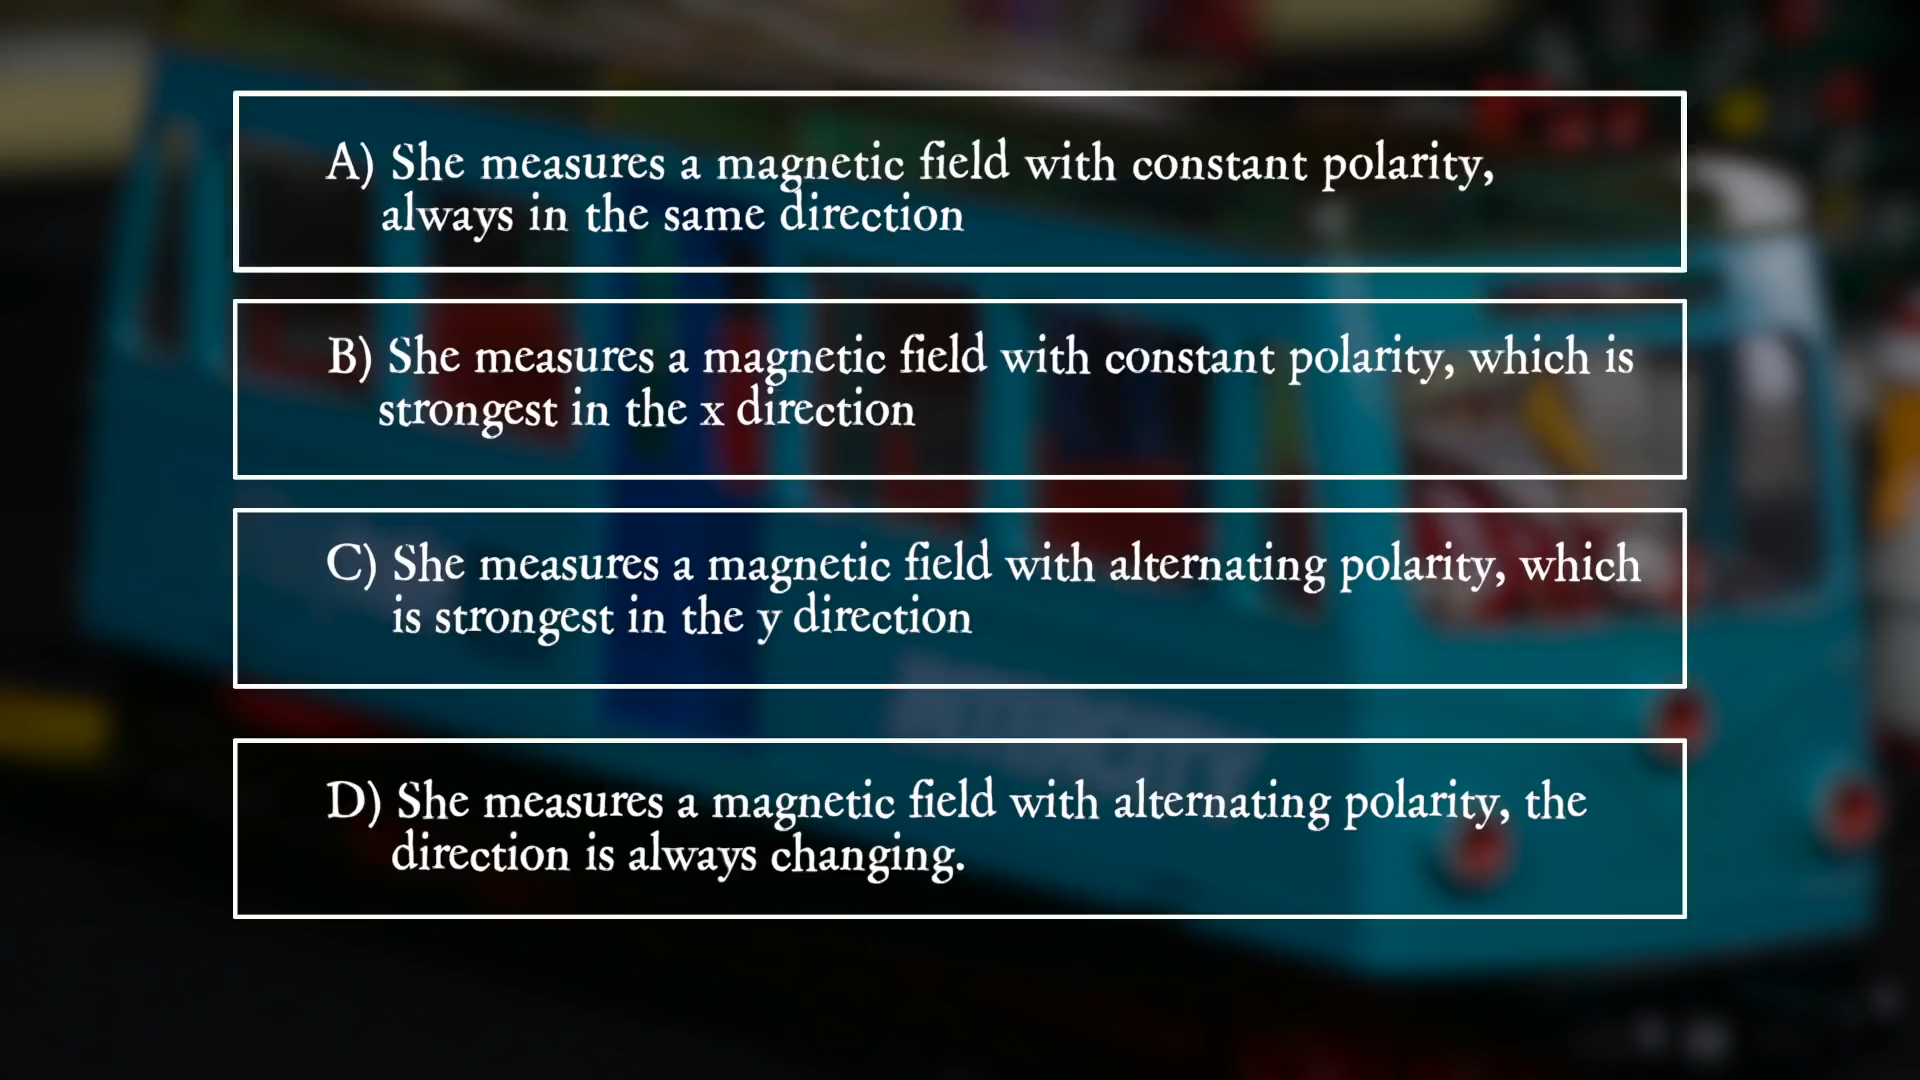 A) She measures a magnetic field with constant polarity,
always in the same direction
B) She measures a magnetic field with constant polarity, which is
strongest in the x direction
C) She measures a magnetic field with alternating polarity, which
is strongest in the y direction
INTERCITY
D) She measures a magnetic field with alternating polarity, the
direction is always changing.